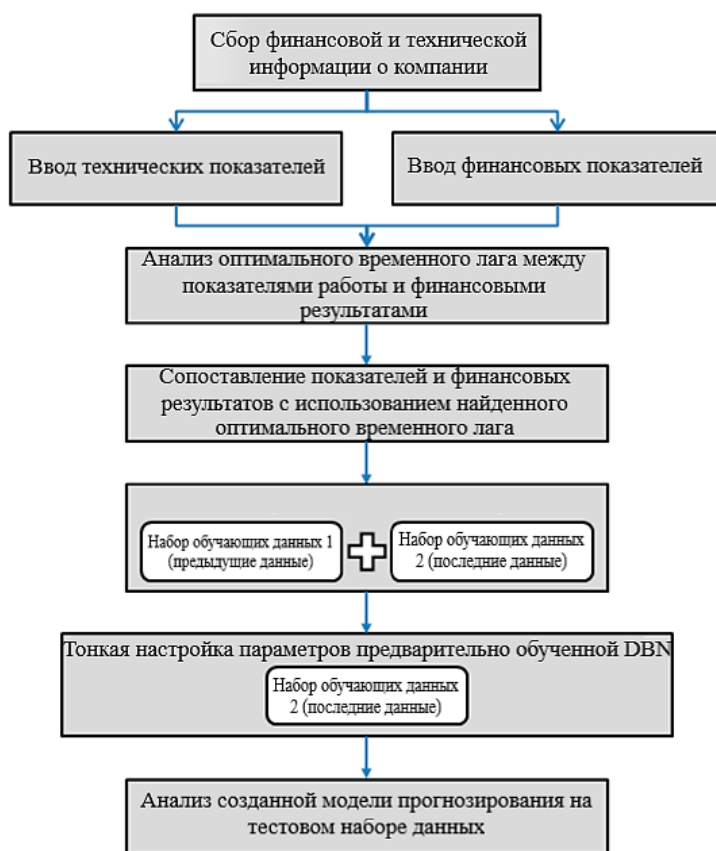 Сбор финансовой и технической
информации о компании
Ввод технических показателей
Ввод финансовых показателей
Анализ оптимального временного лага между
показателями работы и финансовыми
результатами
Сопоставление показателей и финансовых
результатов с использованием найденного
оптимального временного лага
Набор обучающих данных 1
(предыдущие данные)
Набор обучающих данных
2 (последние данные)
Тонкая настройка параметров предварительно обученной DBN
Набор обучающих данных
2 (последние данные)
Анализ созданной модели прогнозирования на
тестовом наборе данных